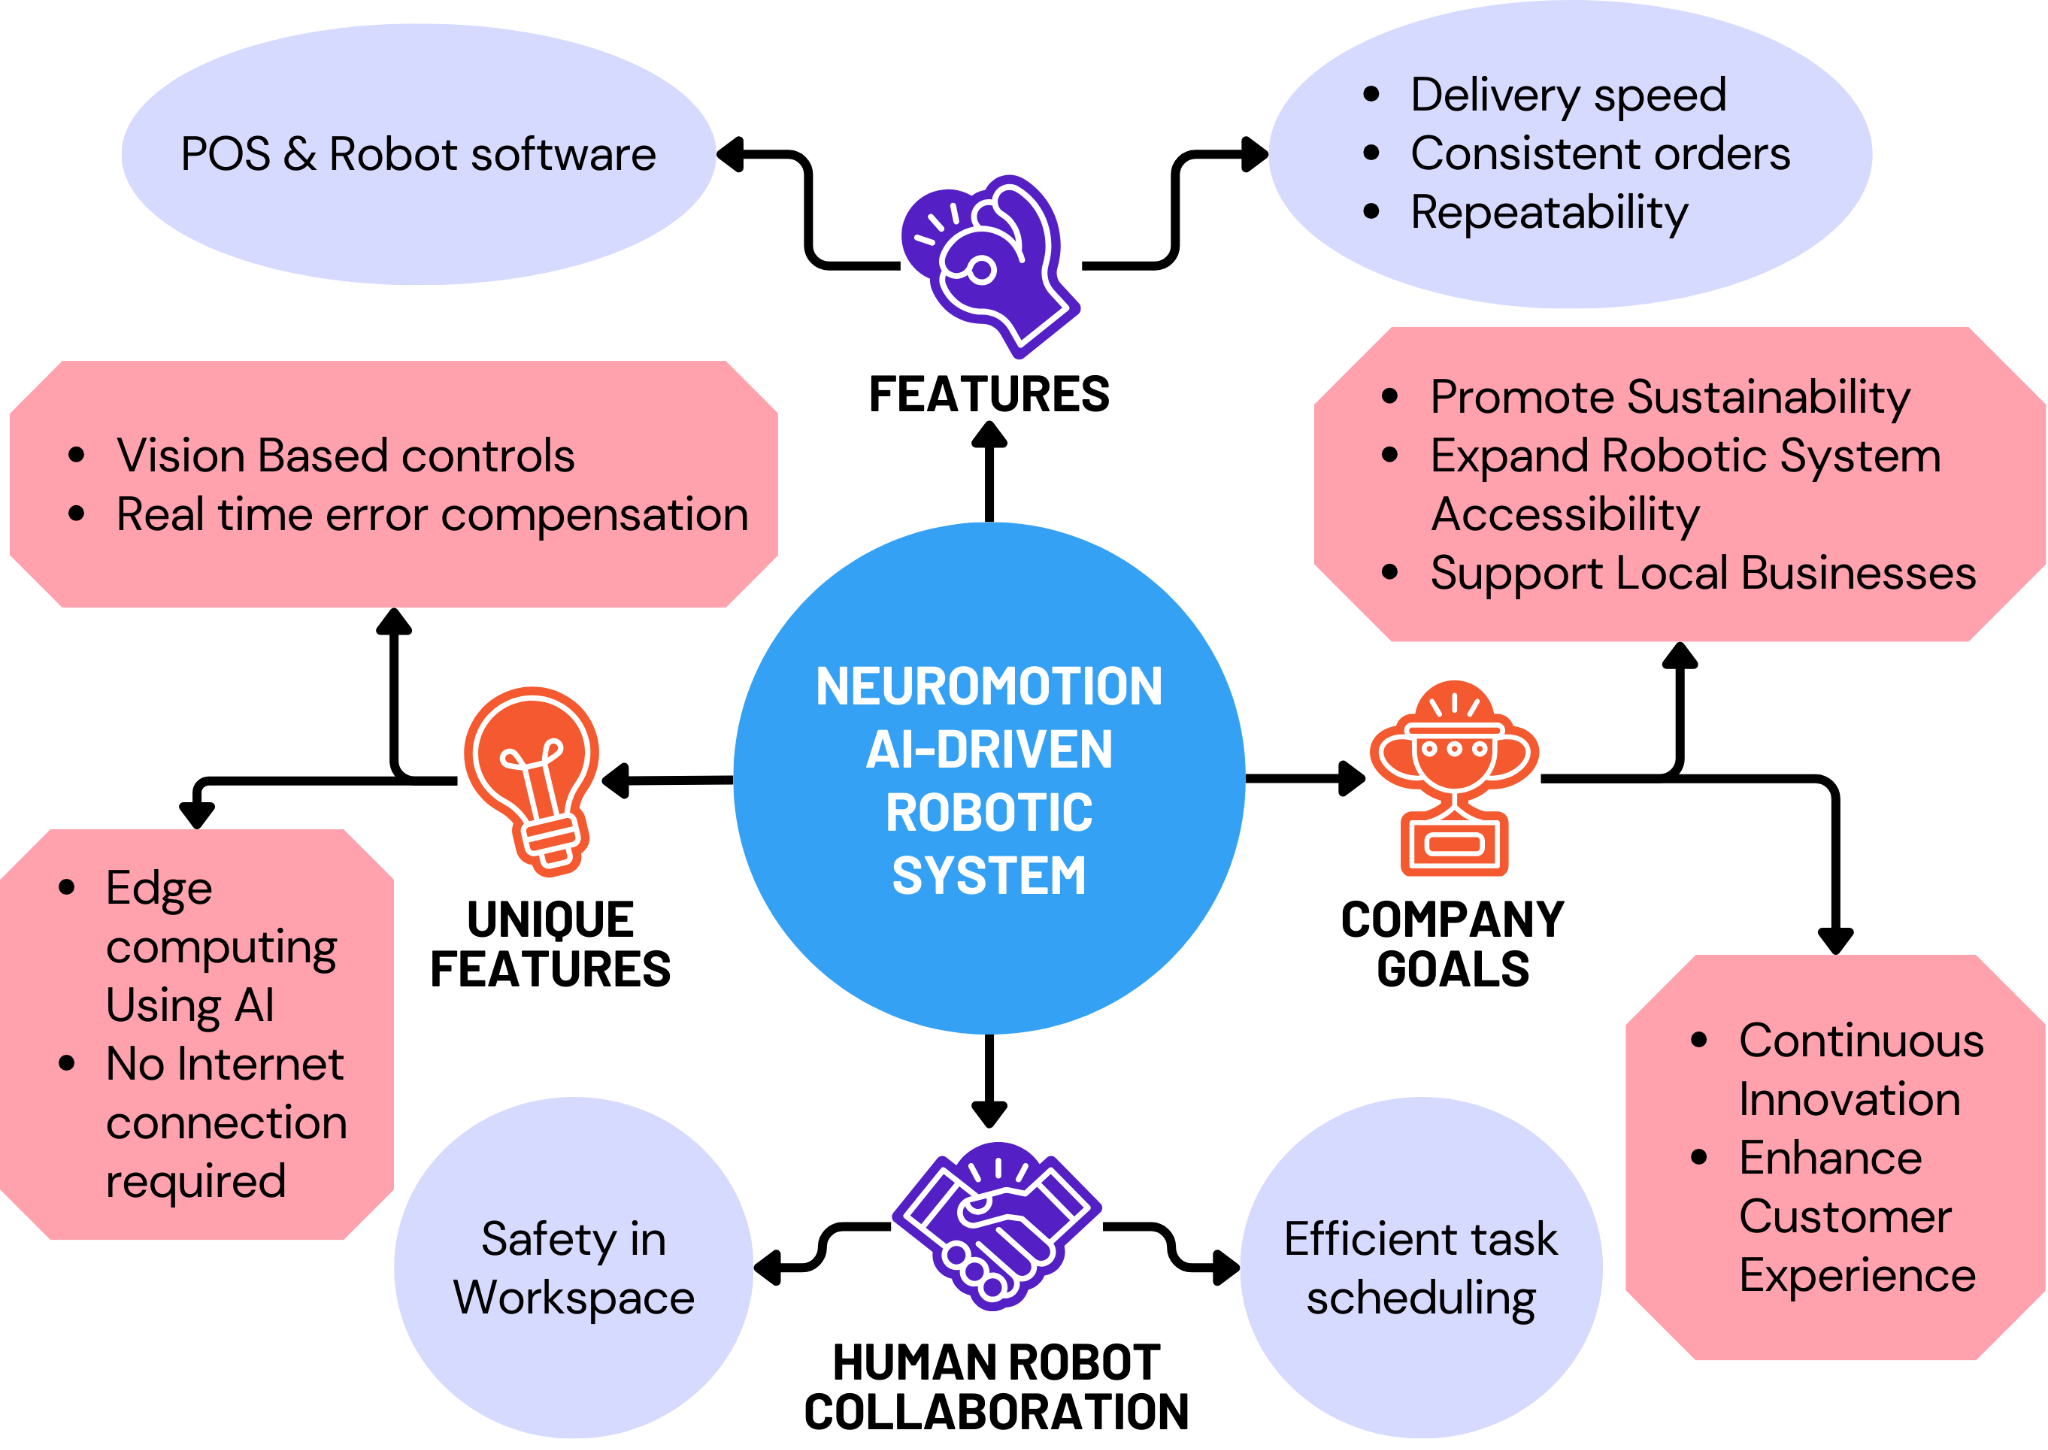 POS & Robot software
• Delivery speed
• Consistent orders
• Repeatability
FEATURES
• Vision Based controls
• Real time error compensation
• Promote Sustainability
• Expand Robotic System
Accessibility
• Support Local Businesses
NEUROMOTION
AI-DRIVEN
ROBOTIC
SYSTEM
UNIQUE
FEATURES
COMPANY
GOALS
• Edge
computing
Using AI
• No Internet
connection
required
• Continuous
Innovation
• Enhance
Customer
Experience
Safety in
Workspace
Efficient task
scheduling
HUMAN ROBOT
COLLABORATION